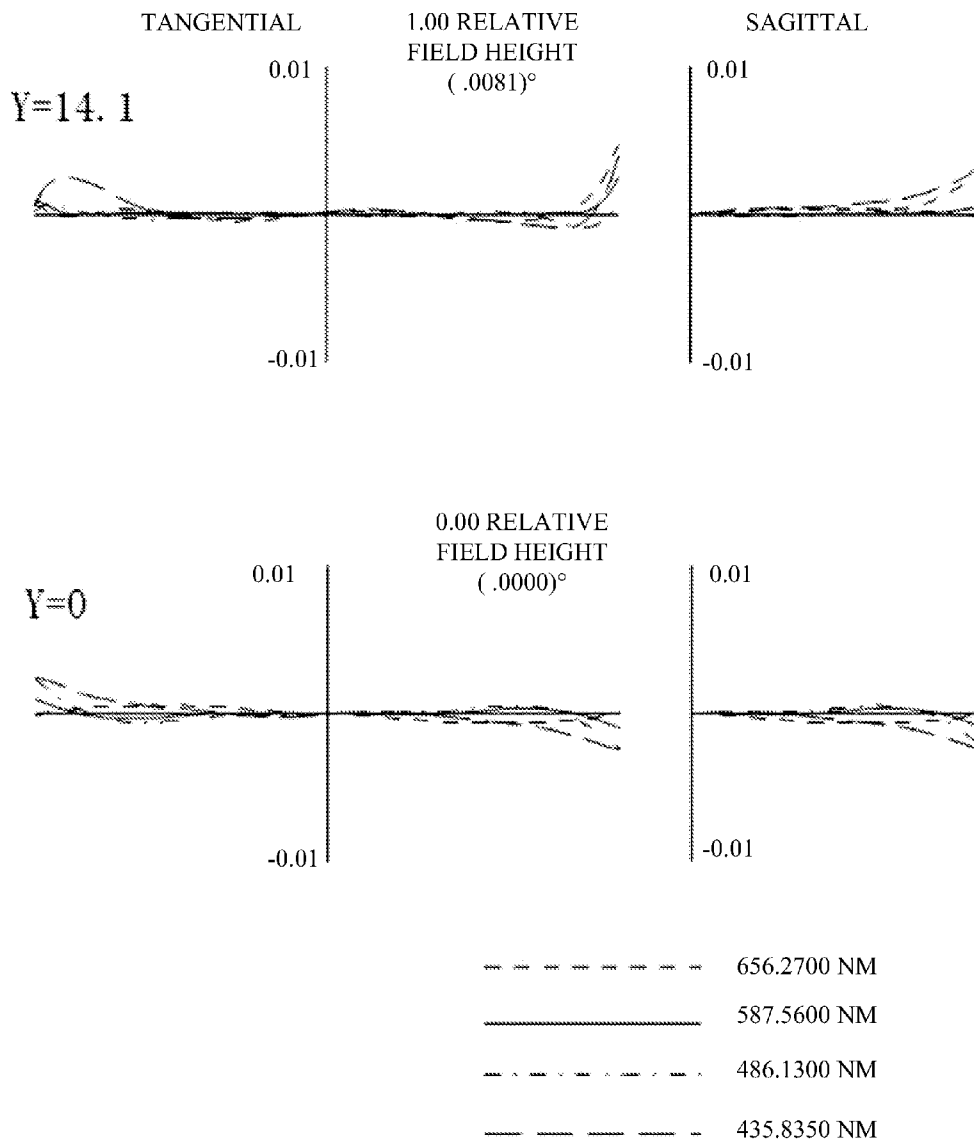 TANGENTIAL
1.00 RELATIVE
FIELD HEIGHT
( .0081)°
SAGITTAL
0.01
0.01
Y=14. 1
-0.01
-0.01
0.00 RELATIVE
FIELD HEIGHT
( .0000)°
0.01
0.01
Y=0
-0.01
-0.01
656.2700 NM
587.5600 NM
486.1300 NM
435.8350 NM